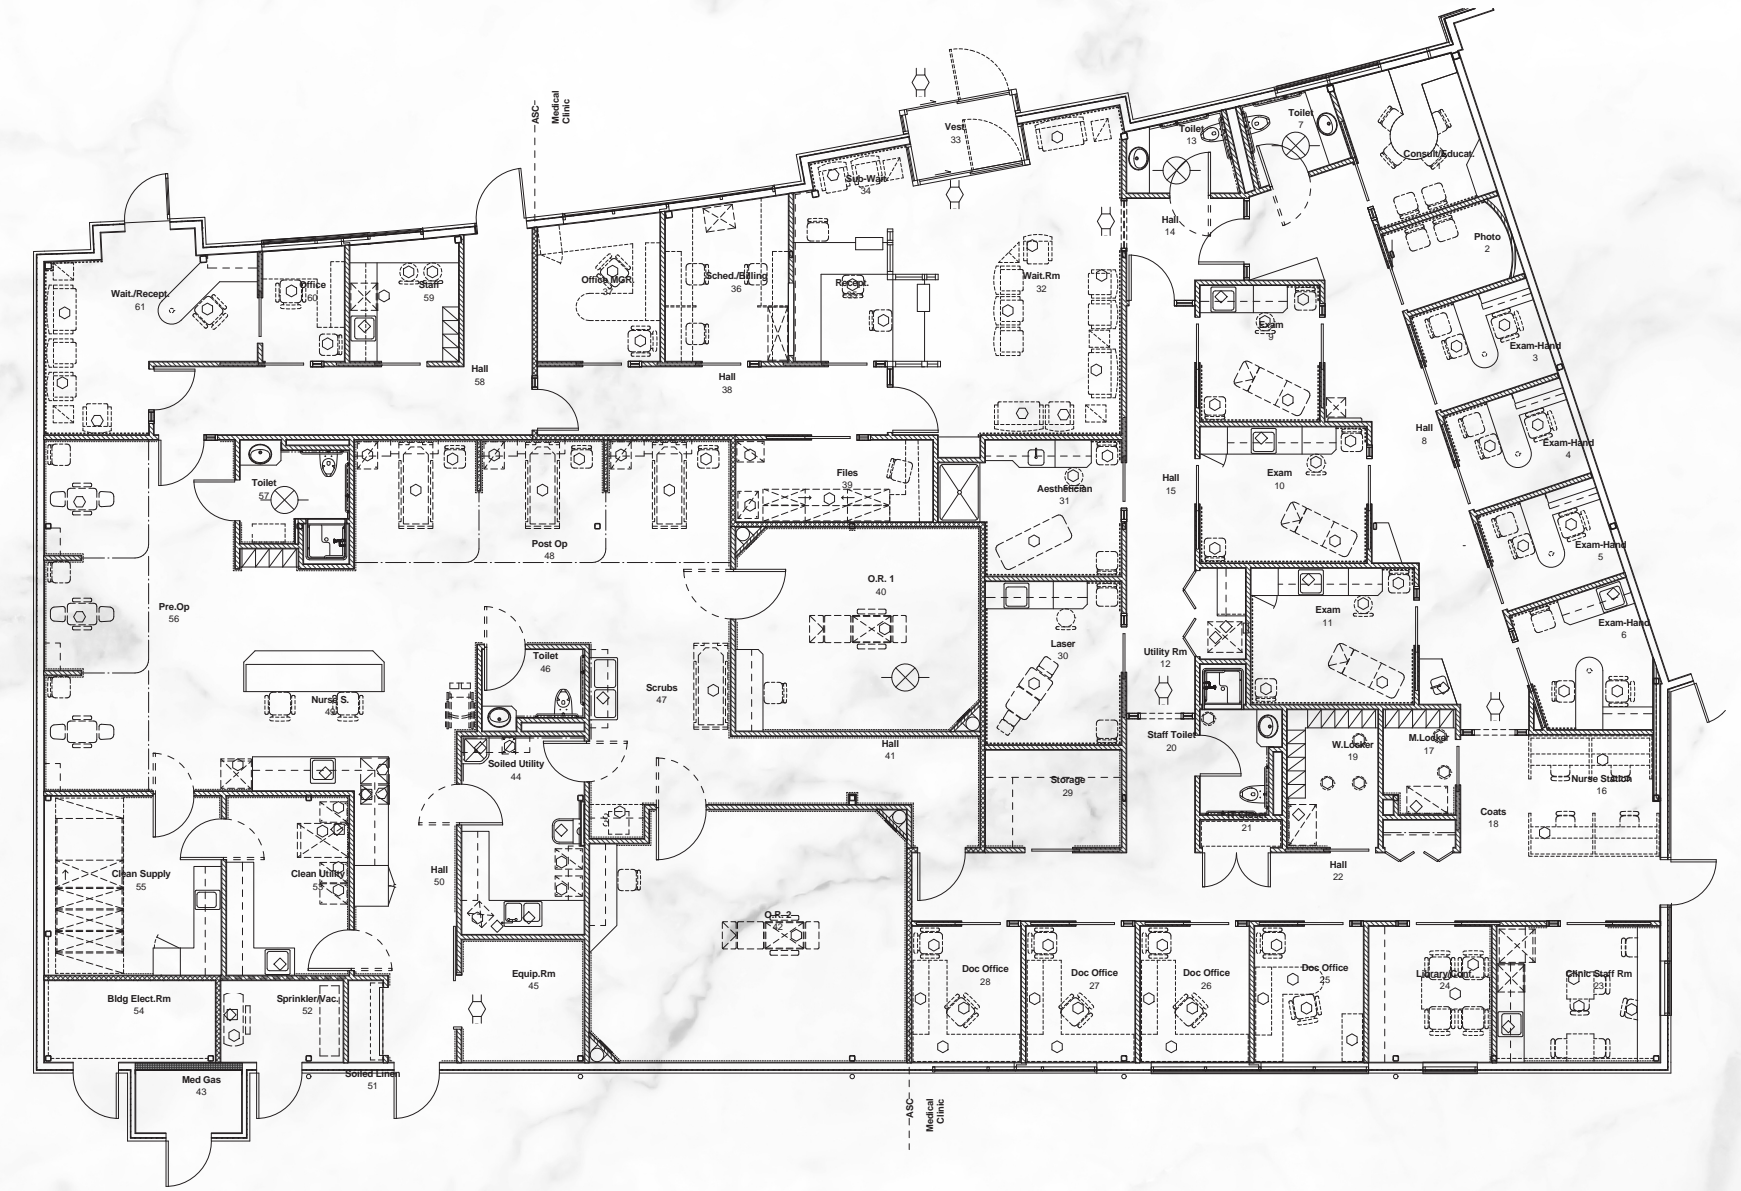 ASC
Medical
Clinic
Vest
33
Toilet
13
Toilet
7
Consult/Educat.
1
Sub-Wait
34
Hall
14
Photo
2
Wait./Recept.
61
Office
60
Staff
59
Office MGR.
37
Sched./Billing
36
Recept.
Wait.Rm
32
Exam
9
Exam-Hand
3
Hall
58
Hall
38
Hall
8
Exam-Hand
4
Toilet
57
Files
39
Aesthetician
31
Hall
15
Exam
10
Post Op
48
Exam-Hand
5
Pre.Op
56
O.R. 1
40
Exam
11
Exam-Hand
6
Toilet
46
Laser
30
Utility Rm
12
Nurse S.
49
Scrubs
47
Hall
41
Staff Toilet
20
W.Locker
19
M.Locker
17
Soiled Utility
44
Storage
29
Nurse Station
16
Coats
18
21
Clean Supply
55
Clean Utility
53
Hall
50
Hall
22
O.R. 2
42
Equip.Rm
45
Doc Office
28
Doc Office
27
Doc Office
26
Doc Office
25
Library/Conf.
24
Clinic Staff Rm
23
Bldg Elect.Rm
54
Sprinkler/Vac.
52
Med Gas
43
Soiled Linen
51
ASC
Medical
Clinic